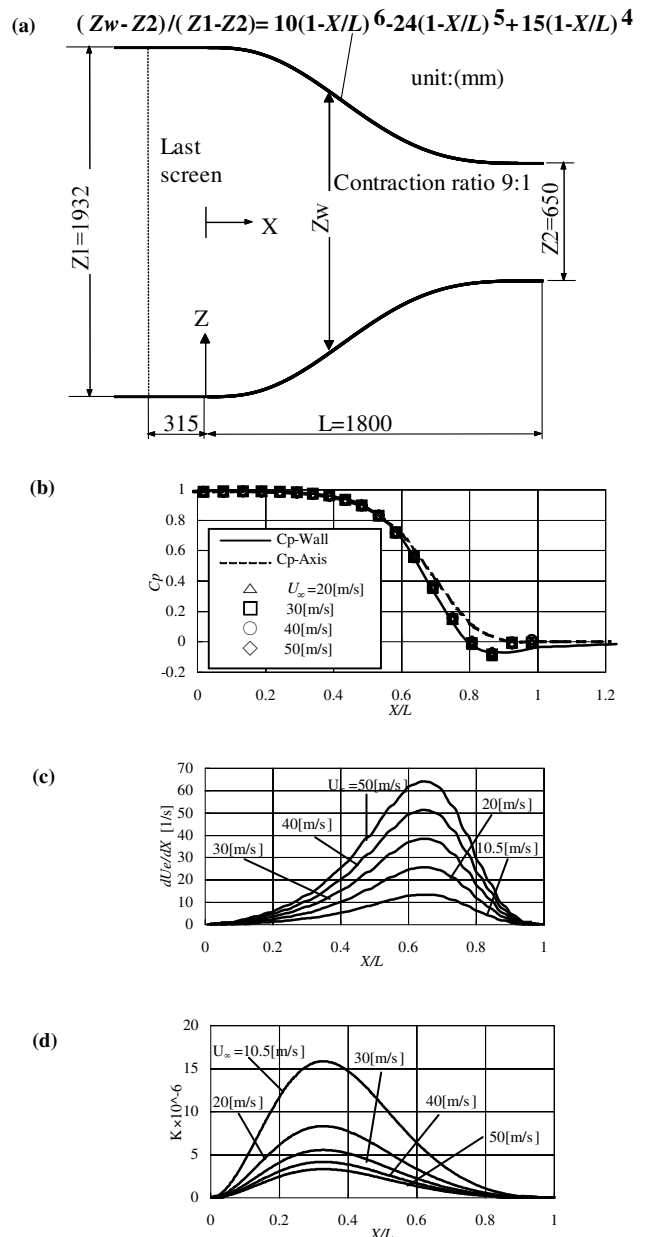 (a) (Zw-Z2)/(Z1-Z2)= 10(1-X/L)6-24(1-X/L)5+15(1-X/L)4
unit:(mm)
Last
screen
Contraction ratio 9:1
X
Z1=1932
Zw
Z2=650
Z
315
L=1800
(b)
1
0.8
0.6
0.4
0.2
0
-0.2
Cp
Cp-Wall
Cp-Axis
U∞=20[m/s]
30[m/s]
40[m/s]
50[m/s]
0 0.2 0.4 0.6 0.8 1 1.2
X/L
(c)
70
60
50
40
30
20
10
0
dUe/dX [1/s]
U∞=50[m/s]
40[m/s]
30[m/s]
20[m/s]
10.5[m/s]
0 0.2 0.4 0.6 0.8 1
X/L
(d)
20
15
10
5
0
K×10^-6
U∞=10.5[m/s]
20[m/s]
30[m/s]
40[m/s]
50[m/s]
0 0.2 0.4 0.6 0.8 1
X/L